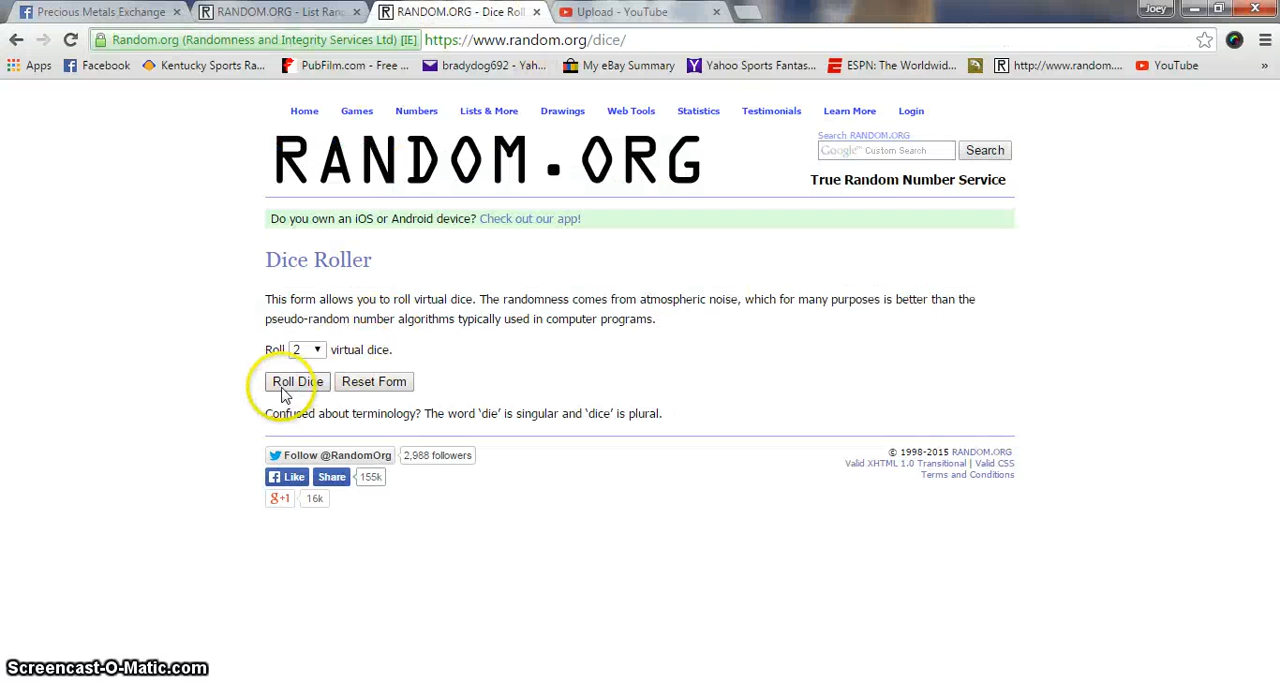 Precious Metals Exchange
RANDOM.ORG - List Ran
RANDOM.ORG - Dice Roll
Upload - YouTube
Joey
Random.org (Randomness and Integrity Services Ltd) [IE]
https://www.random.org/dice/
Apps
Facebook
Kentucky Sports Ra...
PubFilm.com - Free ...
bradydog692 - Yah...
My eBay Summary
Yahoo Sports Fantas...
ESPN: The Worldwid...
http://www.random....
YouTube
»
Home Games Numbers Lists & More Drawings Web Tools Statistics Testimonials Learn More Login
RANDOM.ORG
Search RANDOM.ORG
Google Custom Search
Search
True Random Number Service
Do you own an iOS or Android device? Check out our app!
Dice Roller
This form allows you to roll virtual dice. The randomness comes from atmospheric noise, which for many purposes is better than the
pseudo-random number algorithms typically used in computer programs.
Roll 2 virtual dice.
Roll Dice Reset Form
Confused about terminology? The word ‘die’ is singular and ‘dice’ is plural.
Follow @RandomOrg 2,988 followers
Like Share 155k
g+1 16k
© 1998-2015 RANDOM.ORG
Valid XHTML 1.0 Transitional | Valid CSS
Terms and Conditions
Screencast-O-Matic.com